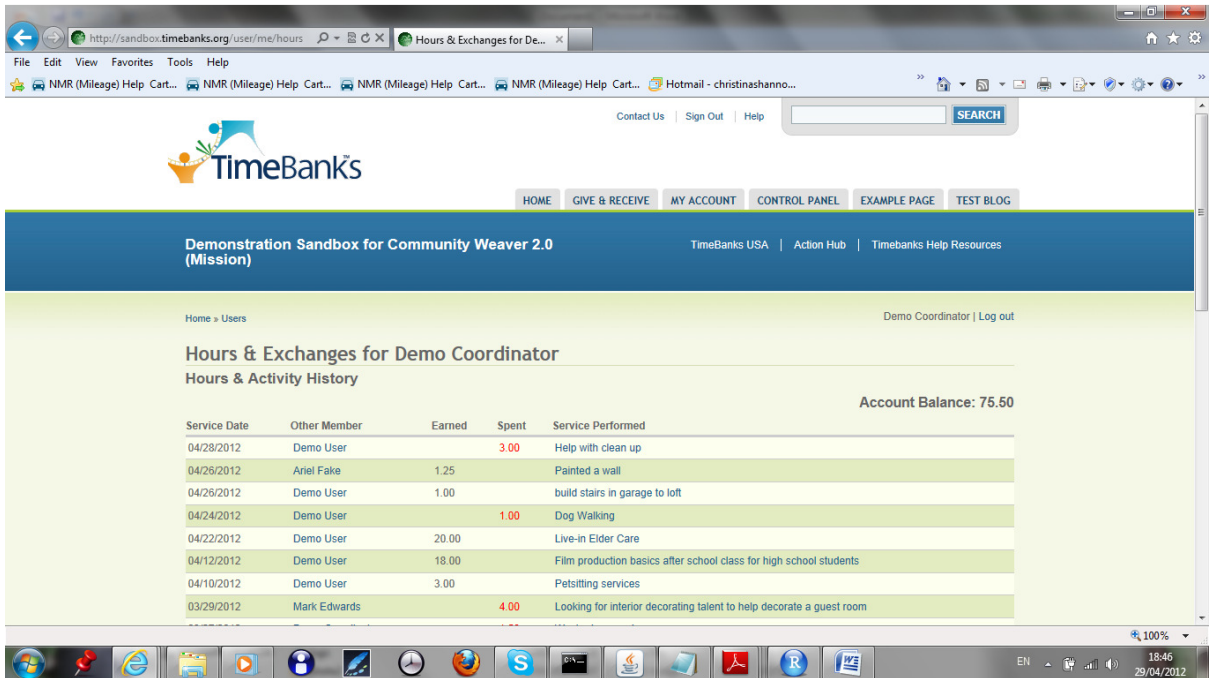 http://sandbox.timebanks.org/user/me/hours
Hours & Exchanges for De...
File Edit View Favorites Tools Help
NMR (Mileage) Help Cart... NMR (Mileage) Help Cart... NMR (Mileage) Help Cart... NMR (Mileage) Help Cart... Hotmail - christinashanno...
Contact Us | Sign Out | Help SEARCH
TimeBanks
HOME GIVE & RECEIVE MY ACCOUNT CONTROL PANEL EXAMPLE PAGE TEST BLOG
Demonstration Sandbox for Community Weaver 2.0
(Mission)
TimeBanks USA | Action Hub | Timebanks Help Resources
Home » Users
Demo Coordinator | Log out
Hours & Exchanges for Demo Coordinator
Hours & Activity History
Account Balance: 75.50
Service Date Other Member Earned Spent Service Performed
04/28/2012 Demo User 3.00 Help with clean up
04/26/2012 Ariel Fake 1.25 Painted a wall
04/26/2012 Demo User 1.00 build stairs in garage to loft
04/24/2012 Demo User 1.00 Dog Walking
04/22/2012 Demo User 20.00 Live-in Elder Care
04/12/2012 Demo User 18.00 Film production basics after school class for high school students
04/10/2012 Demo User 3.00 Petsitting services
03/29/2012 Mark Edwards 4.00 Looking for interior decorating talent to help decorate a guest room
100%
EN 18:46
29/04/2012